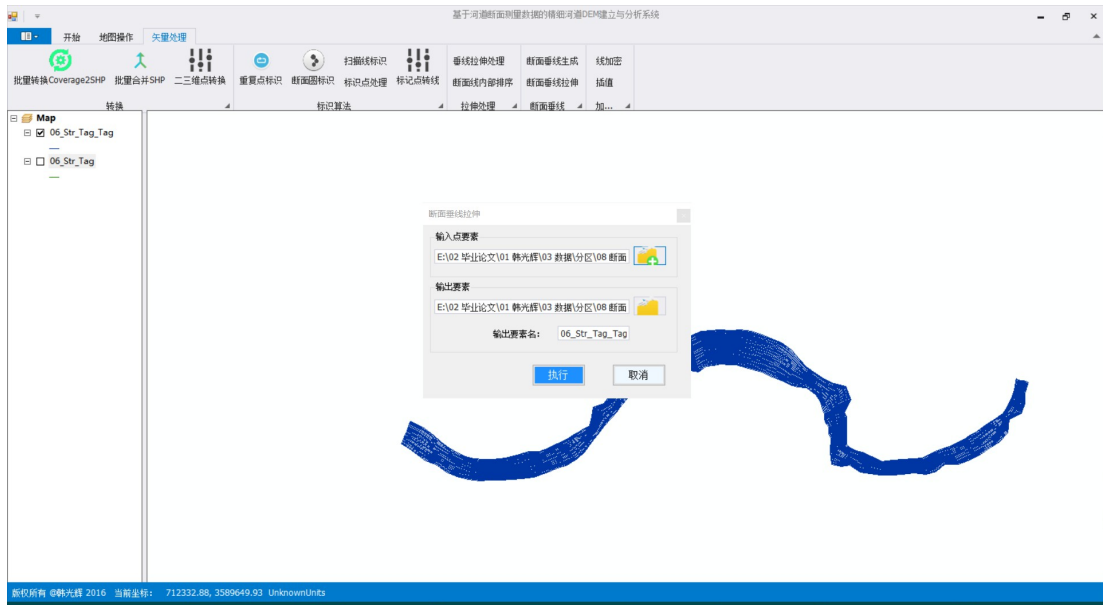 基于河道断面测量数据的精细河道DEM建立与分析系统
开始 地图操作 矢量处理
扫描线标识 垂线拉伸处理 断面垂线生成 线加密
批量转换Coverage2SHP 批量合并SHP 二三维点转换 重复点标识 断面圆标识 标识点处理 标记点转线 断面线内部排序 断面垂线拉伸 插值
转换 标识算法 拉伸处理 断面垂线 加...
Map
06_Str_Tag_Tag
06_Str_Tag
断面垂线拉伸
输入点要素
E:\02 毕业论文\01 韩光辉\03 数据\分区\08 断面
输出要素
E:\02 毕业论文\01 韩光辉\03 数据\分区\08 断面
输出要素名: 06_Str_Tag_Tag
执行 取消
版权所有 @韩光辉 2016 当前坐标: 712332.88, 3589649.93 UnknownUnits